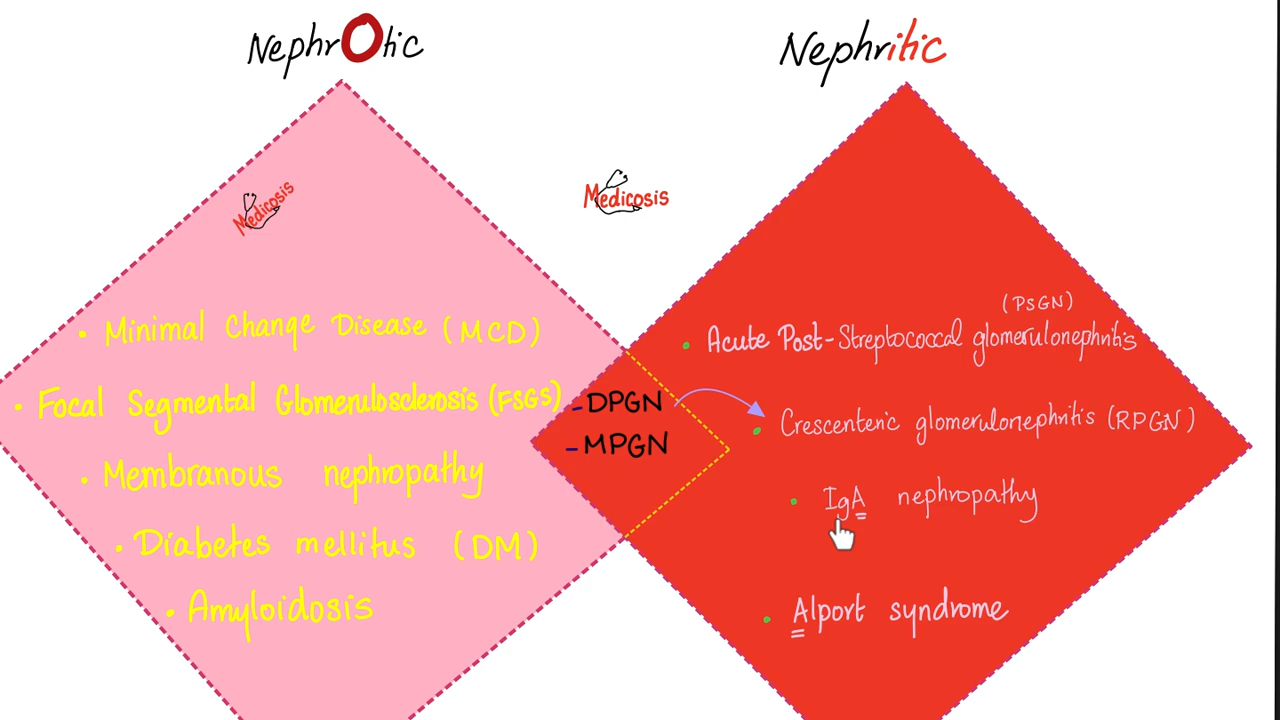 NephrOtic
Nephritic
Medicosis
Medicosis
• Minimal Change Disease (MCD)
• Focal Segmental Glomerulosclerosis (FSGS)
• Membranous nephropathy
• Diabetes mellitus (DM)
• Amyloidosis
- DPGN
- MPGN
(PSGN)
• Acute Post-Streptococcal glomerulonephritis
• Crescenteric glomerulonephritis (RPGN)
• IgA nephropathy
• Alport syndrome